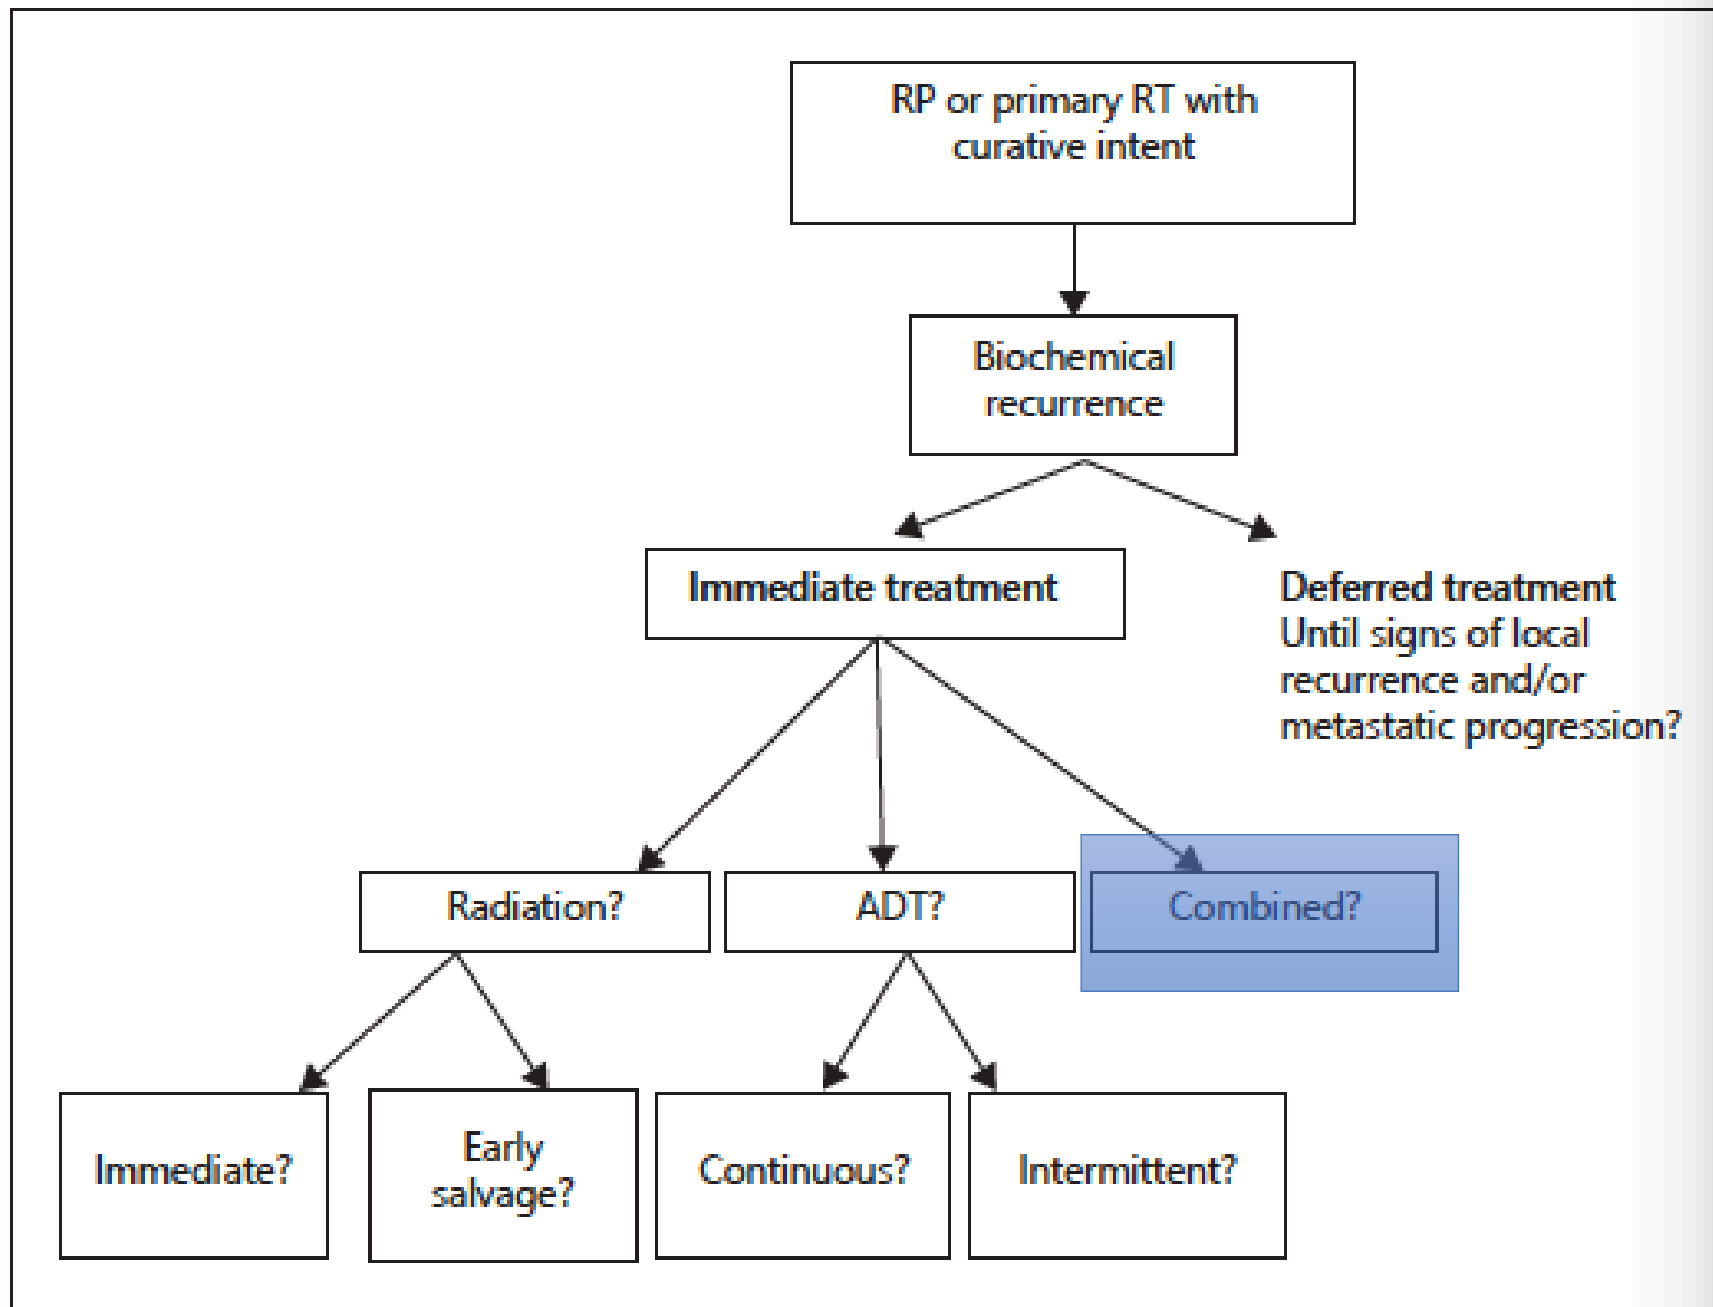 RP or primary RT with
curative intent
Biochemical
recurrence
Immediate treatment
Deferred treatment
Until signs of local
recurrence and/or
metastatic progression?
Radiation?
ADT?
Combined?
Immediate?
Early
salvage?
Continuous?
Intermittent?